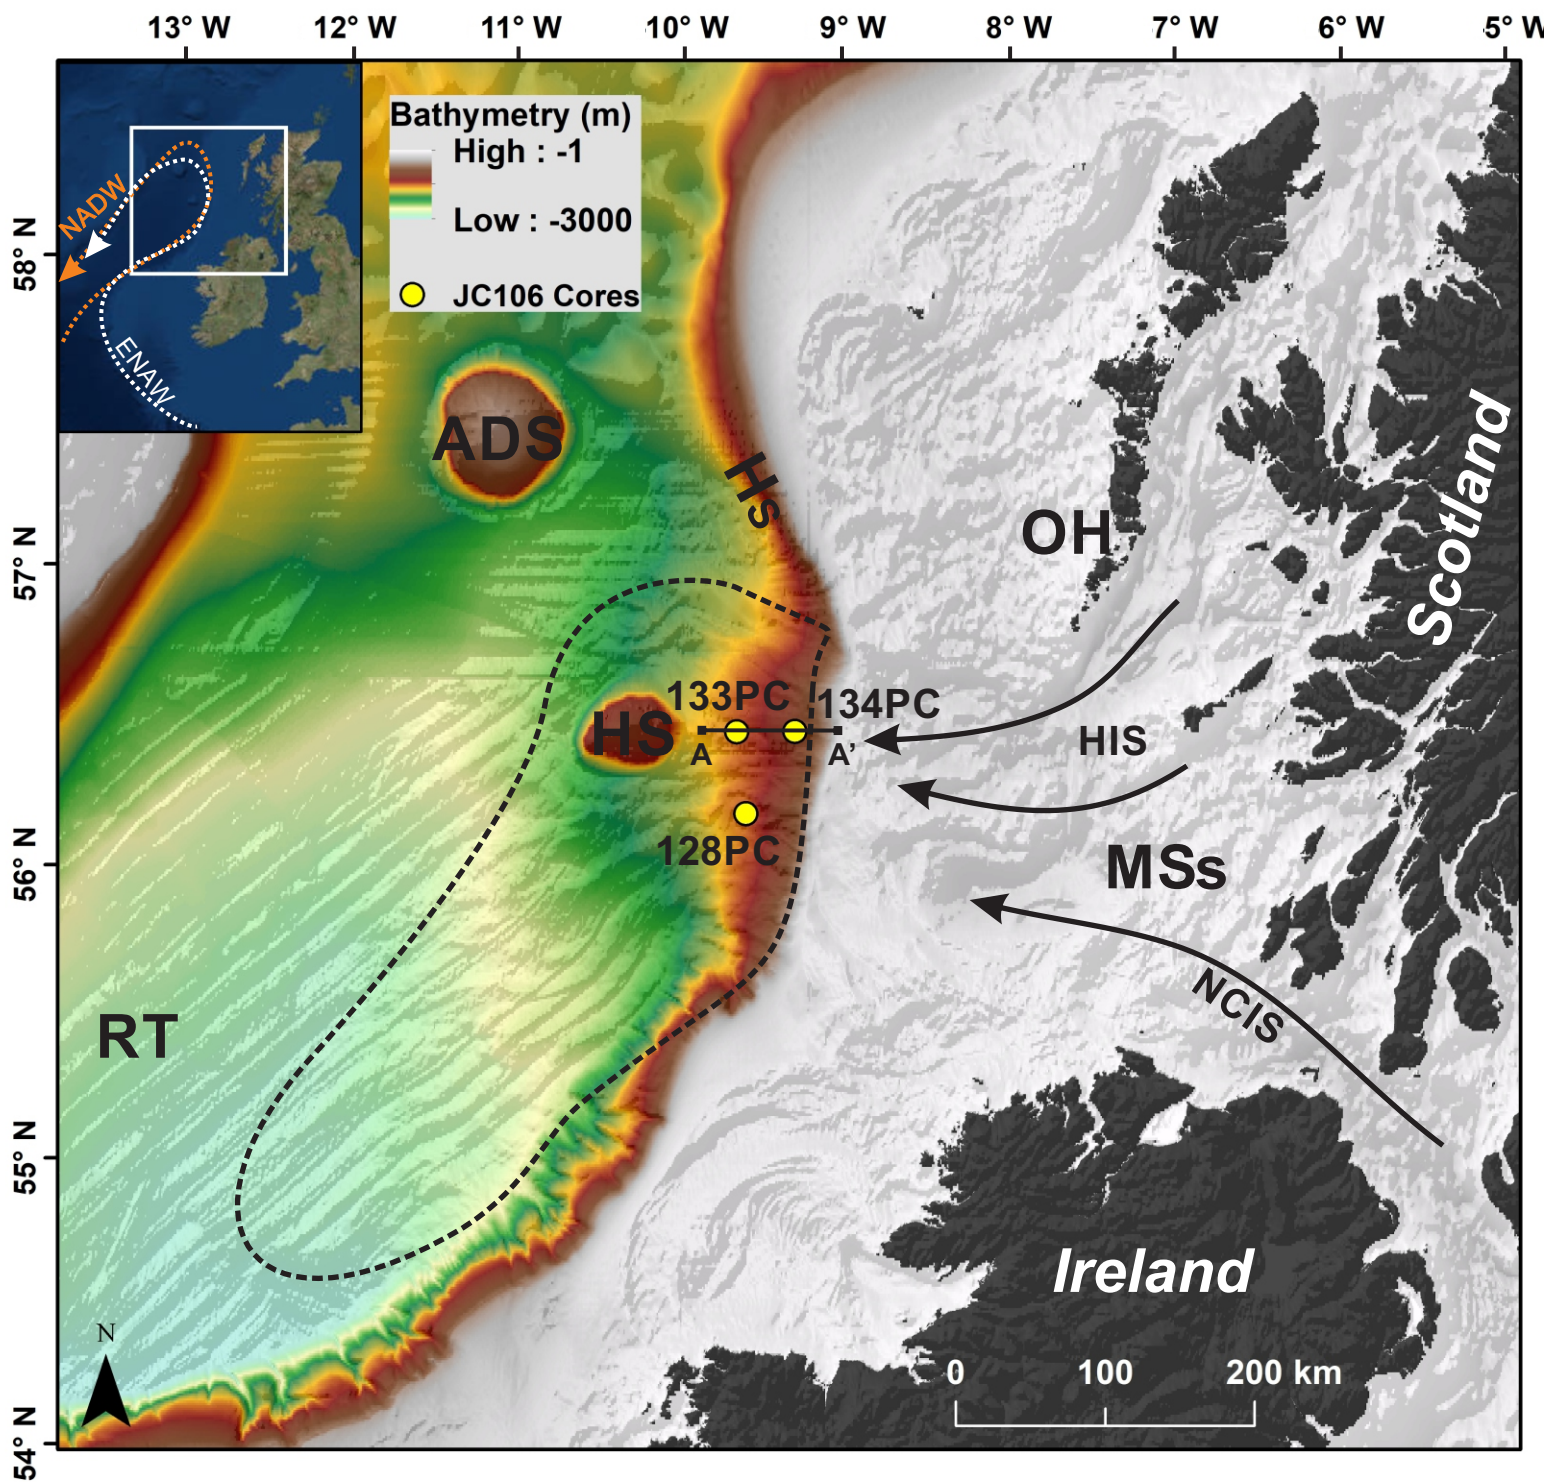 13° W 12° W 11° W 10° W 9° W 8° W 7° W 6° W 5° W
58° N
57° N
56° N
55° N
54° N
NADW
ENAW
Bathymetry (m)
High : -1
Low : -3000
JC106 Cores
ADS
Hs
OH
Scotland
133PC
134PC
HS
A
A'
HIS
128PC
MSs
NCIS
RT
Ireland
N
0 100 200 km